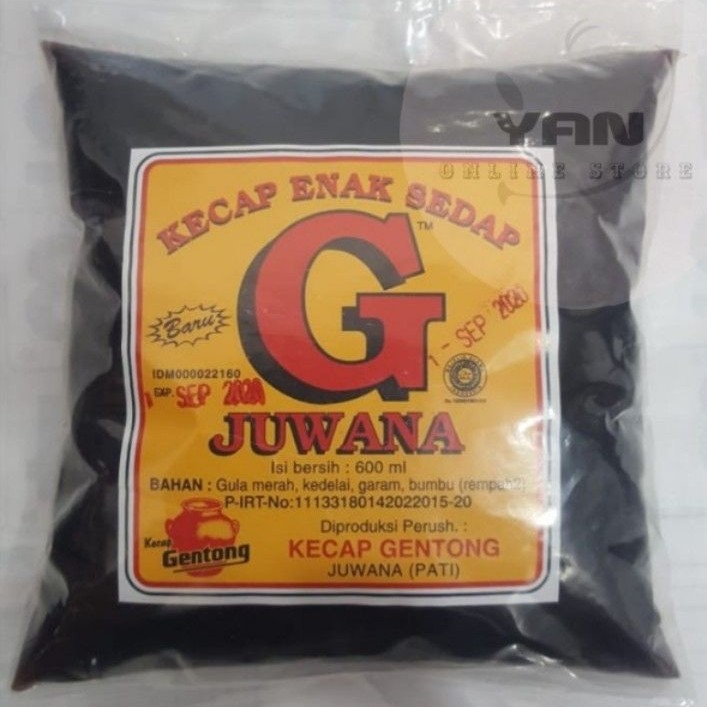 YAN
ONLINE STORE
KECAP ENAK SEDAP
G
TM
Baru
1 - SEP 2020
IDM000022160
EXP. SEP 2020
JUWANA
Isi bersih : 600 ml
BAHAN : Gula merah, kedelai, garam, bumbu (rempah2)
P-IRT-No:11133180142022015-20
Diproduksi Perush. :
Kecap
Gentong
KECAP GENTONG
JUWANA (PATI)